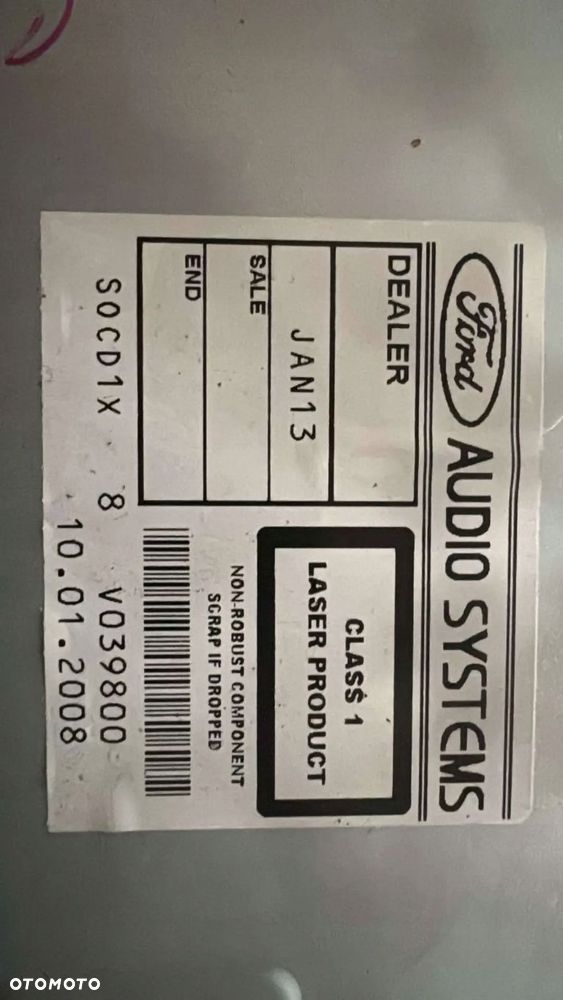 Ford AUDIO SYSTEMS
DEALER
JAN13
SALE
END
CLASS 1
LASER PRODUCT
NON-ROBUST COMPONENT
SCRAP IF DROPPED
SOCD1X 8 V039800
10.01.2008
OTOMOTO